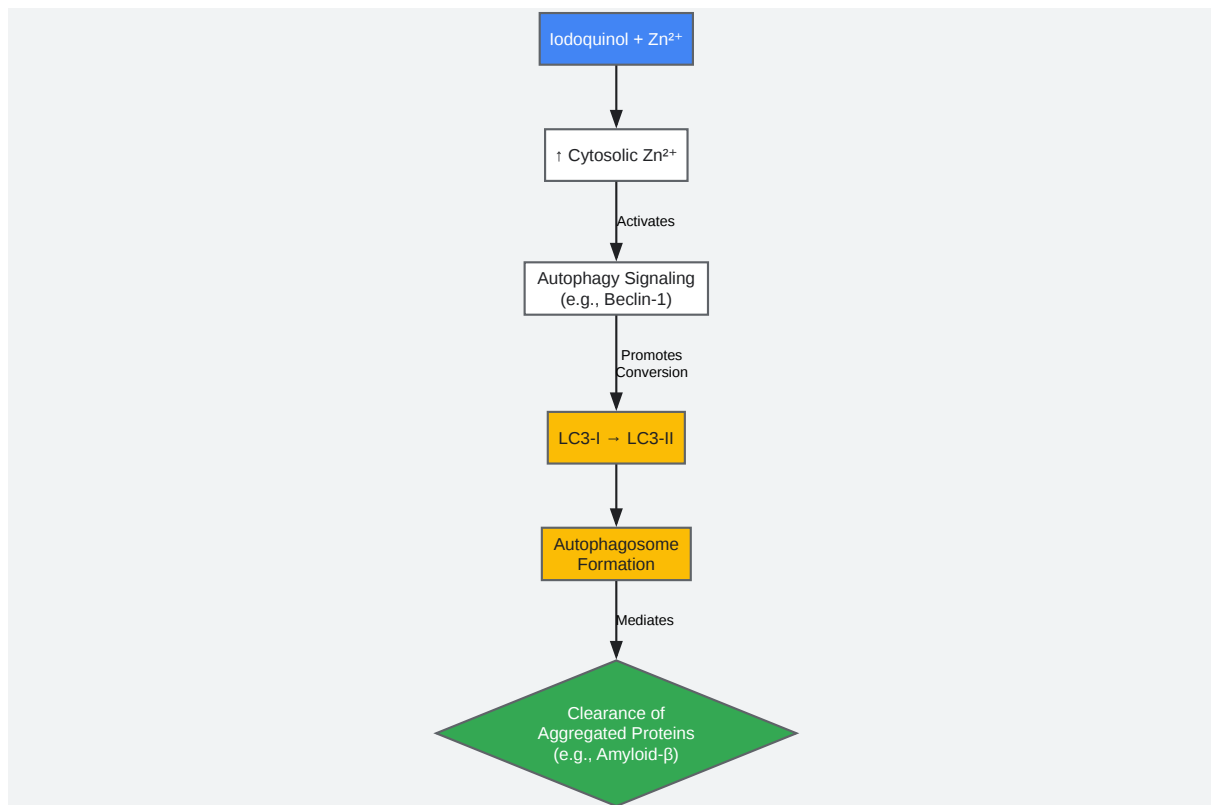 Iodoquinol + Zn²⁺
↑ Cytosolic Zn²⁺
Activates
Autophagy Signaling
(e.g., Beclin-1)
Promotes
Conversion
LC3-I → LC3-II
Autophagosome
Formation
Mediates
Clearance of
Aggregated Proteins
(e.g., Amyloid-β)